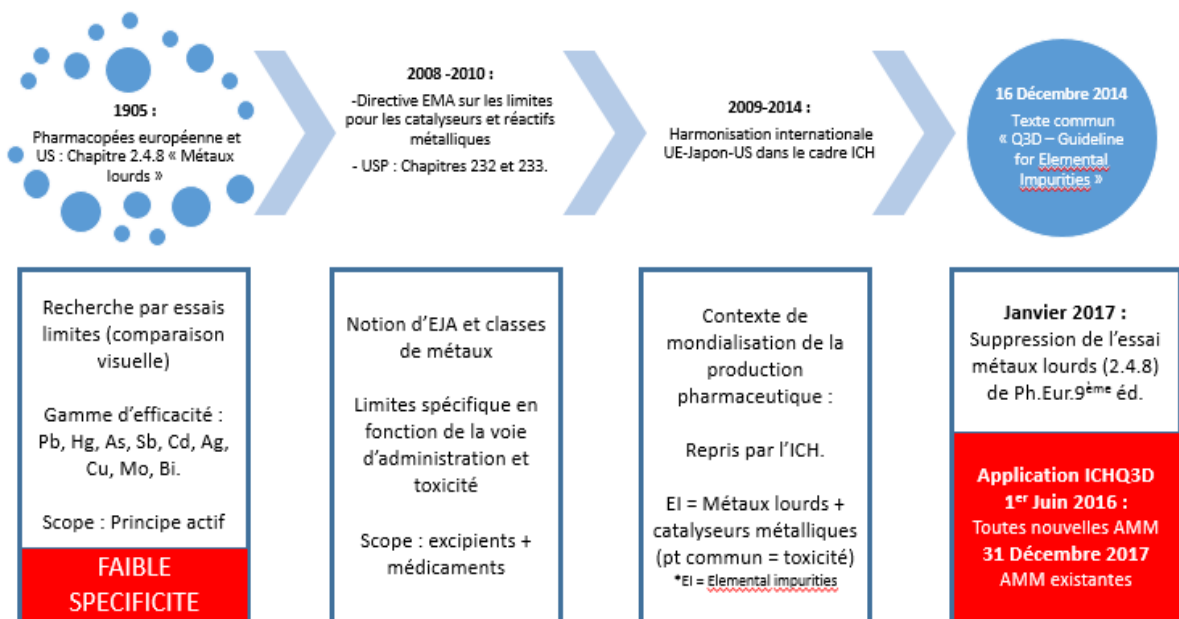 1905 :
Pharmacopées européenne et
US : Chapitre 2.4.8 « Métaux
lourds »
2008 -2010 :
-Directive EMA sur les limites
pour les catalyseurs et réactifs
métalliques
- USP : Chapitres 232 et 233.
2009-2014 :
Harmonisation internationale
UE-Japon-US dans le cadre ICH
16 Décembre 2014
Texte commun
« Q3D – Guideline
for Elemental
Impurities »
Recherche par essais
limites (comparaison
visuelle)
Gamme d’efficacité :
Pb, Hg, As, Sb, Cd, Ag,
Cu, Mo, Bi.
Scope : Principe actif
FAIBLE
SPECIFICITE
Notion d’EJA et classes
de métaux
Limites spécifique en
fonction de la voie
d’administration et
toxicité
Scope : excipients +
médicaments
Contexte de
mondialisation de la
production
pharmaceutique :
Repris par l’ICH.
EI = Métaux lourds +
catalyseurs métalliques
(pt commun = toxicité)
*EI = Elemental impurities
Janvier 2017 :
Suppression de l’essai
métaux lourds (2.4.8)
de Ph.Eur.9ème éd.
Application ICHQ3D
1er Juin 2016 :
Toutes nouvelles AMM
31 Décembre 2017
AMM existantes